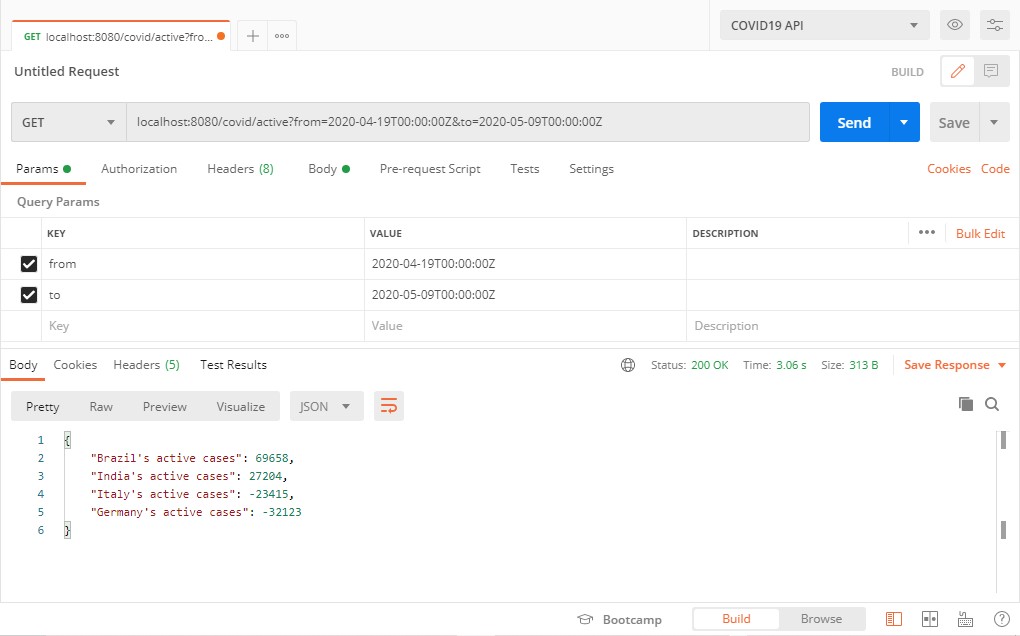 GET localhost:8080/covid/active?fro...
COVID19 API
Untitled Request
BUILD
GET
localhost:8080/covid/active?from=2020-04-19T00:00:00Z&to=2020-05-09T00:00:00Z
Send
Save
Params
Authorization
Headers (8)
Body
Pre-request Script
Tests
Settings
Cookies
Code
Query Params
KEY VALUE DESCRIPTION ••• Bulk Edit
from 2020-04-19T00:00:00Z
to 2020-05-09T00:00:00Z
Key Value Description
Body Cookies Headers (5) Test Results
Status: 200 OK Time: 3.06 s Size: 313 B Save Response
Pretty Raw Preview Visualize JSON
1 {
2 "Brazil's active cases": 69658,
3 "India's active cases": 27204,
4 "Italy's active cases": -23415,
5 "Germany's active cases": -32123
6 }
Bootcamp Build Browse